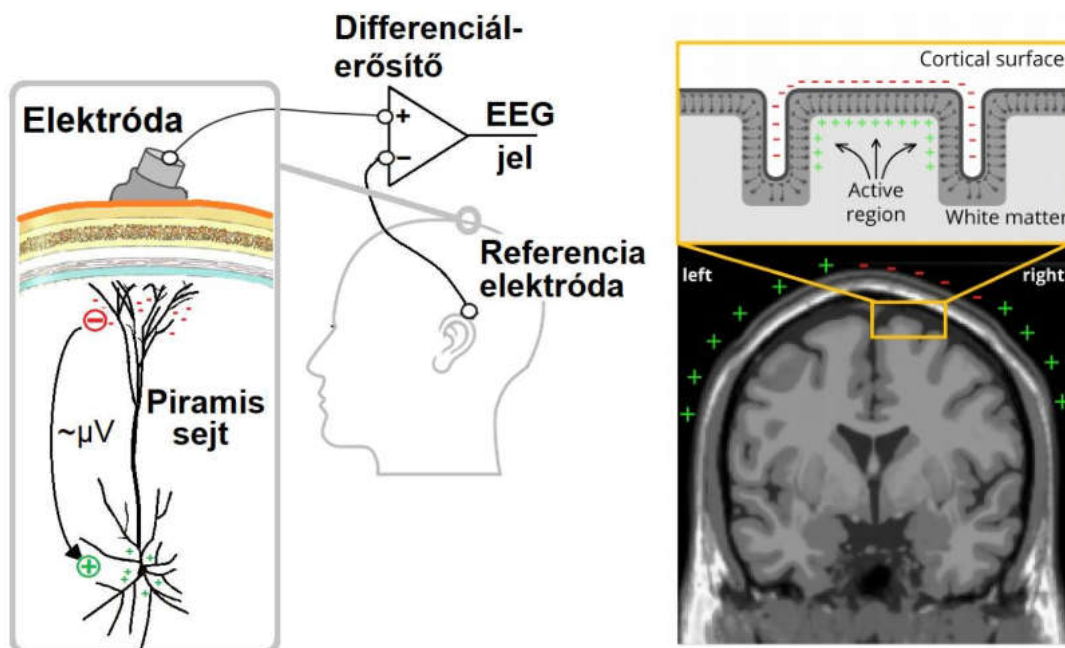 Differenciál-
erősítő
Elektróda
+
−
EEG
jel
Referencia
elektróda
Piramis
sejt
~μV
Cortical surface
Active
region
White matter
left
right